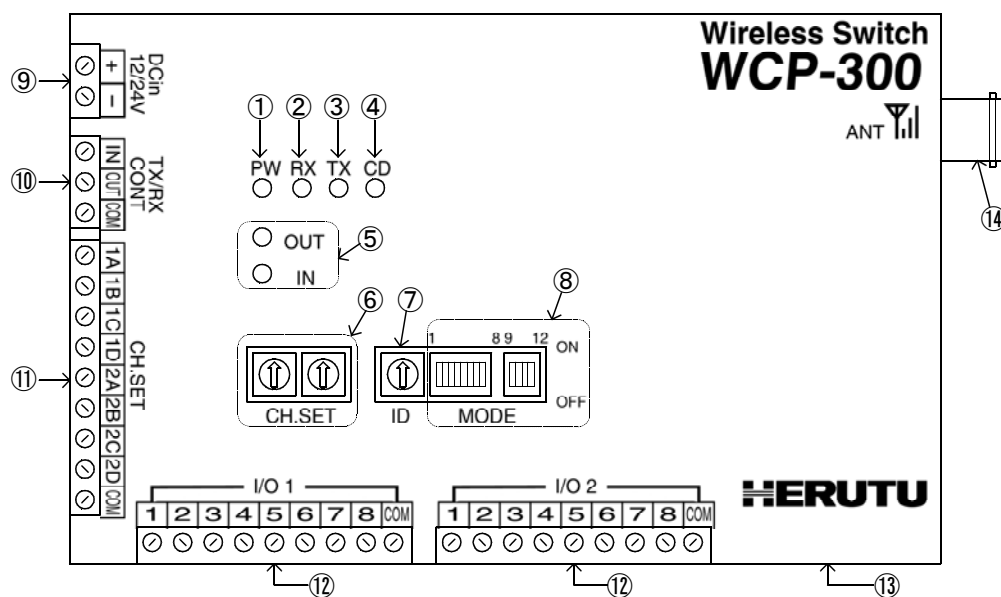 Wireless Switch
WCP-300
ANT
⑨
+
−
DCin
12/24V
⑩
IN
OUT
COM
TX/RX
CONT
① ② ③ ④
PW RX TX CD
OUT
IN
⑤
⑭
⑥ ⑦ ⑧
1 8 9 12
ON
OFF
CH.SET ID MODE
⑪
1A
1B
1C
1D
2A
2B
2C
2D
COM
CH.SET
I/O 1
1 2 3 4 5 6 7 8 COM
I/O 2
1 2 3 4 5 6 7 8 COM
HERUTU
⑫ ⑫ ⑬